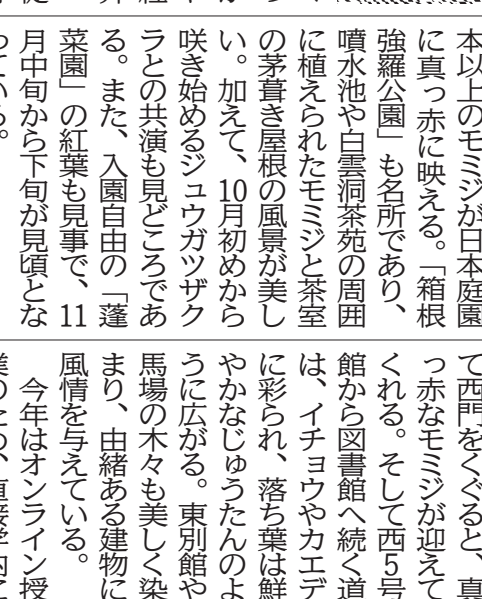 本以上のモミジが日本庭園
に真っ赤に映える。「箱根
強羅公園」も名所であり、
噴水池や白雲洞茶苑の周囲
に植えられたモミジと茶室
の茅葺き屋根の風景が美し
い。加えて、10月初めから
咲き始めるジュウガツザク
ラとの共演も見どころであ
る。また、入園自由の「蓬
菜園」の紅葉も見事で、11
月中旬から下旬が見頃とな
っている。
て西門をくぐると、真
っ赤なモミジが迎えて
くれる。そして西5号
館から図書館へ続く道
は、イチョウやカエデ
に彩られ、落ち葉は鮮
やかなじゅうたんのよ
うに広がる。東別館や
馬場の木々も美しく染
まり、由緒ある建物に
風情を与えている。
今年はオンライン授
業のため、直接学内に